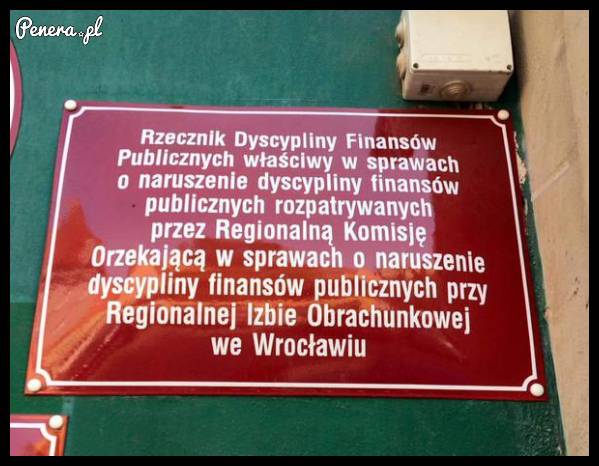 Penera.pl
Rzecznik Dyscypliny Finansów
Publicznych właściwy w sprawach
o naruszenie dyscypliny finansów
publicznych rozpatrywanych
przez Regionalną Komisję
Orzekającą w sprawach o naruszenie
dyscypliny finansów publicznych przy
Regionalnej Izbie Obrachunkowej
we Wrocławiu